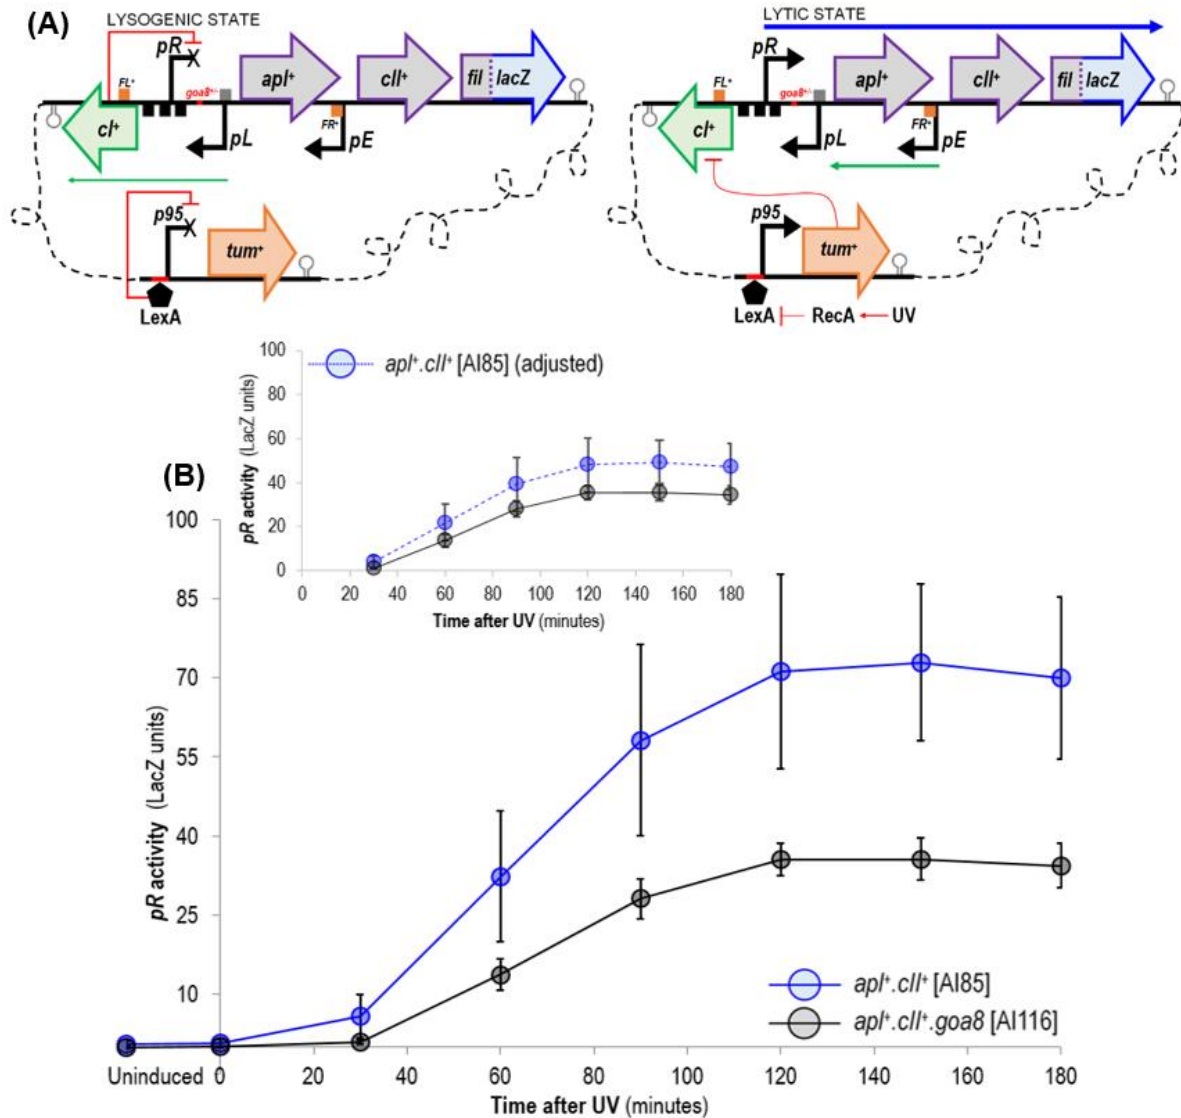 (A)
LYSOGENIC STATE
pR
FL+
goa8+/-
apl+
cII+
fil lacZ
cI+
pL
FR+
pE
p95
tum+
LexA
LYTIC STATE
pR
FL+
goa8+/-
apl+
cII+
fil lacZ
cI+
pL
FR+
pE
p95
tum+
LexA RecA UV
(B)
100
80
60
40
20
0
pR activity (LacZ units)
apl+.cII+ [AI85] (adjusted)
0 20 40 60 80 100 120 140 160 180
Time after UV (minutes)
100
85
70
55
40
25
10
pR activity (LacZ units)
apl+.cII+ [AI85]
apl+.cII+.goa8 [AI116]
Uninduced 0 20 40 60 80 100 120 140 160 180
Time after UV (minutes)